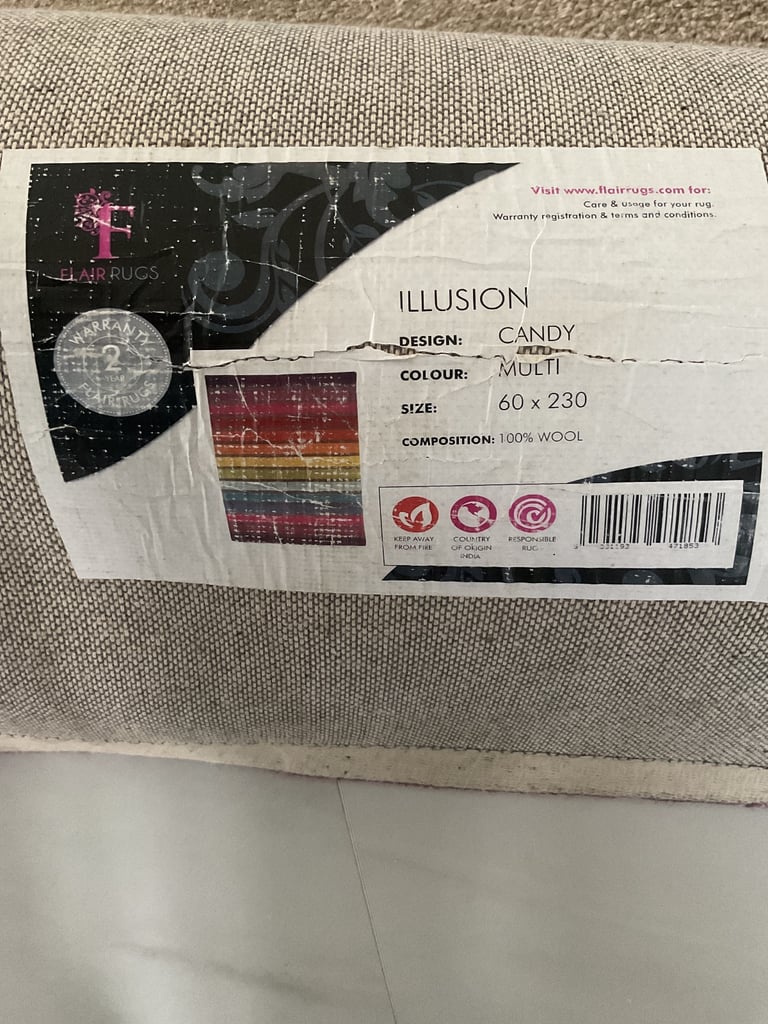 F
FLAIR RUGS
WARRANTY
2
YEAR
FLAIR RUGS
Visit www.flairrugs.com for:
Care & usage for your rug.
Warranty registration & terms and conditions.
ILLUSION
DESIGN: CANDY
COLOUR: MULTI
SIZE: 60 x 230
COMPOSITION: 100% WOOL
KEEP AWAY
FROM FIRE
COUNTRY
OF ORIGIN
INDIA
RESPONSIBLE
RUG
471853